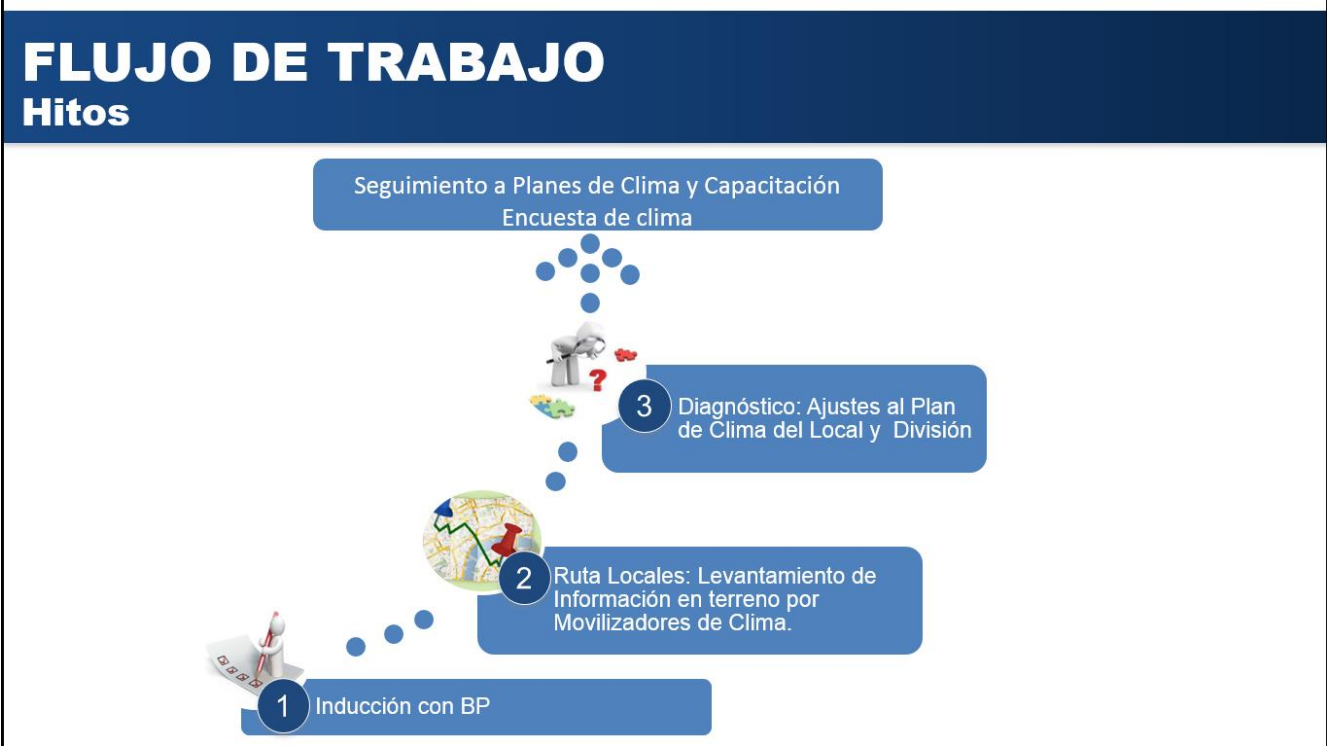 FLUJO DE TRABAJO
Hitos
Seguimiento a Planes de Clima y Capacitación
Encuesta de clima
3
Diagnóstico: Ajustes al Plan
de Clima del Local y División
?
2
Ruta Locales: Levantamiento de
Información en terreno por
Movilizadores de Clima.
1
Inducción con BP